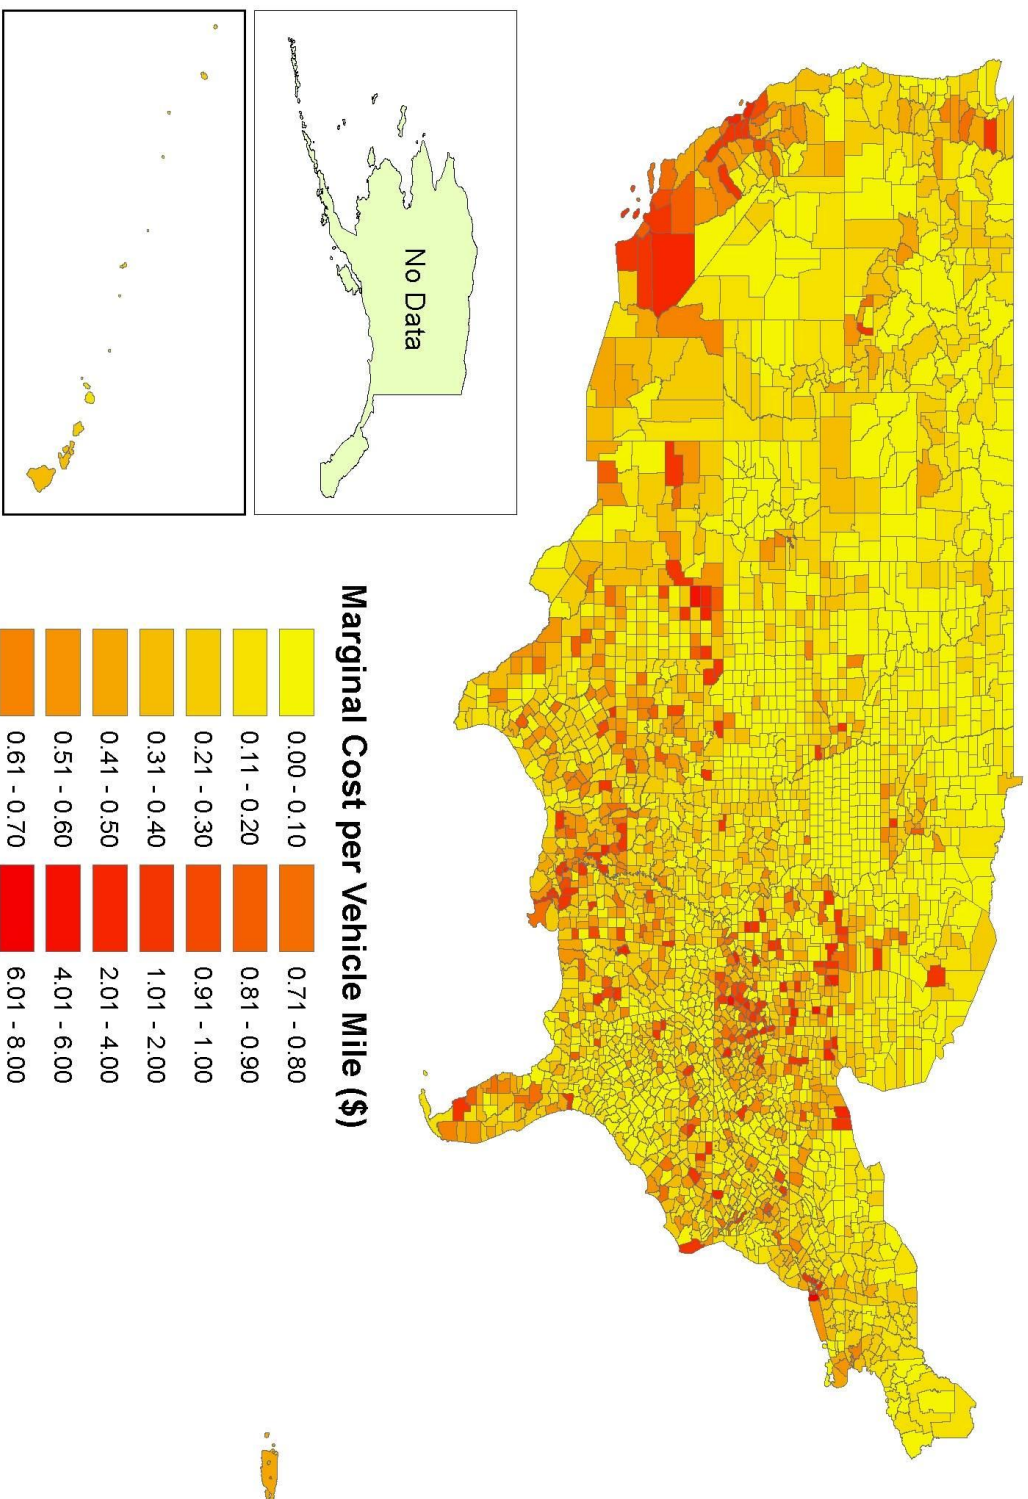 No Data
Marginal Cost per Vehicle Mile ($)
0.00 - 0.10
0.11 - 0.20
0.21 - 0.30
0.31 - 0.40
0.41 - 0.50
0.51 - 0.60
0.61 - 0.70
0.71 - 0.80
0.81 - 0.90
0.91 - 1.00
1.01 - 2.00
2.01 - 4.00
4.01 - 6.00
6.01 - 8.00